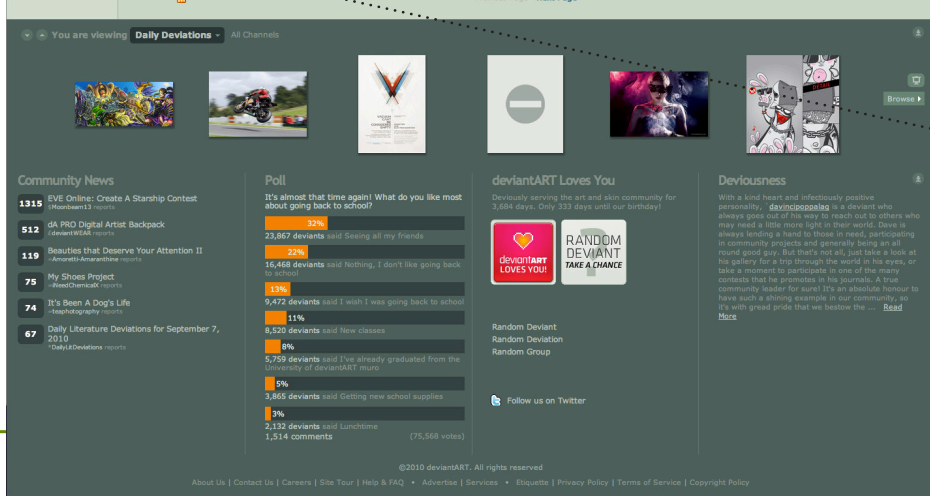 You are viewing Daily Deviations All Channels
Browse
Community News
1315 EVE Online: Create A Starship Contest
$Moonbeam13 reports
512 dA PRO Digital Artist Backpack
&deviantWEAR reports
119 Beauties that Deserve Your Attention II
~Amoretti-Amaranthine reports
75 My Shoes Project
~iNeedChemicalX reports
74 It's Been A Dog's Life
~teaphotography reports
67 Daily Literature Deviations for September 7,
2010
^DailyLitDeviations reports
Poll
It's almost that time again! What do you like most
about going back to school?
32%
23,867 deviants said Seeing all my friends
22%
16,468 deviants said Nothing, I don't like going back
to school
13%
9,472 deviants said I wish I was going back to school
11%
8,520 deviants said New classes
8%
5,759 deviants said I've already graduated from the
University of deviantART muro
5%
3,865 deviants said Getting new school supplies
3%
2,132 deviants said Lunchtime
1,514 comments (75,568 votes)
deviantART Loves You
Deviously serving the art and skin community for
3,684 days. Only 333 days until our birthday!
deviantART
LOVES YOU!
RANDOM
DEVIANT
TAKE A CHANCE
Random Deviant
Random Deviation
Random Group
Follow us on Twitter
Deviousness
With a kind heart and infectiously positive
personality, davincipoppalag is a deviant who
always goes out of his way to reach out to others who
may need a little more light in their world. Dave is
always lending a hand to those in need, participating
in community projects and generally being an all
round good guy. But that's not all, just take a look at
his gallery for a trip through the world in his eyes, or
take a moment to participate in one of the many
contests that he promotes in his journals. A true
community leader for sure! It's an absolute honour to
have such a shining example in our community, so
it's with gread pride that we bestow the ... Read
More
©2010 deviantART. All rights reserved
About Us | Contact Us | Careers | Site Tour | Help & FAQ • Advertise | Services • Etiquette | Privacy Policy | Terms of Service | Copyright Policy